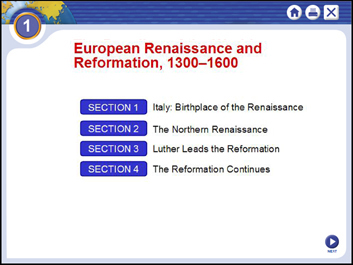 1
European Renaissance and
Reformation, 1300–1600
SECTION 1 Italy: Birthplace of the Renaissance
SECTION 2 The Northern Renaissance
SECTION 3 Luther Leads the Reformation
SECTION 4 The Reformation Continues
NEXT